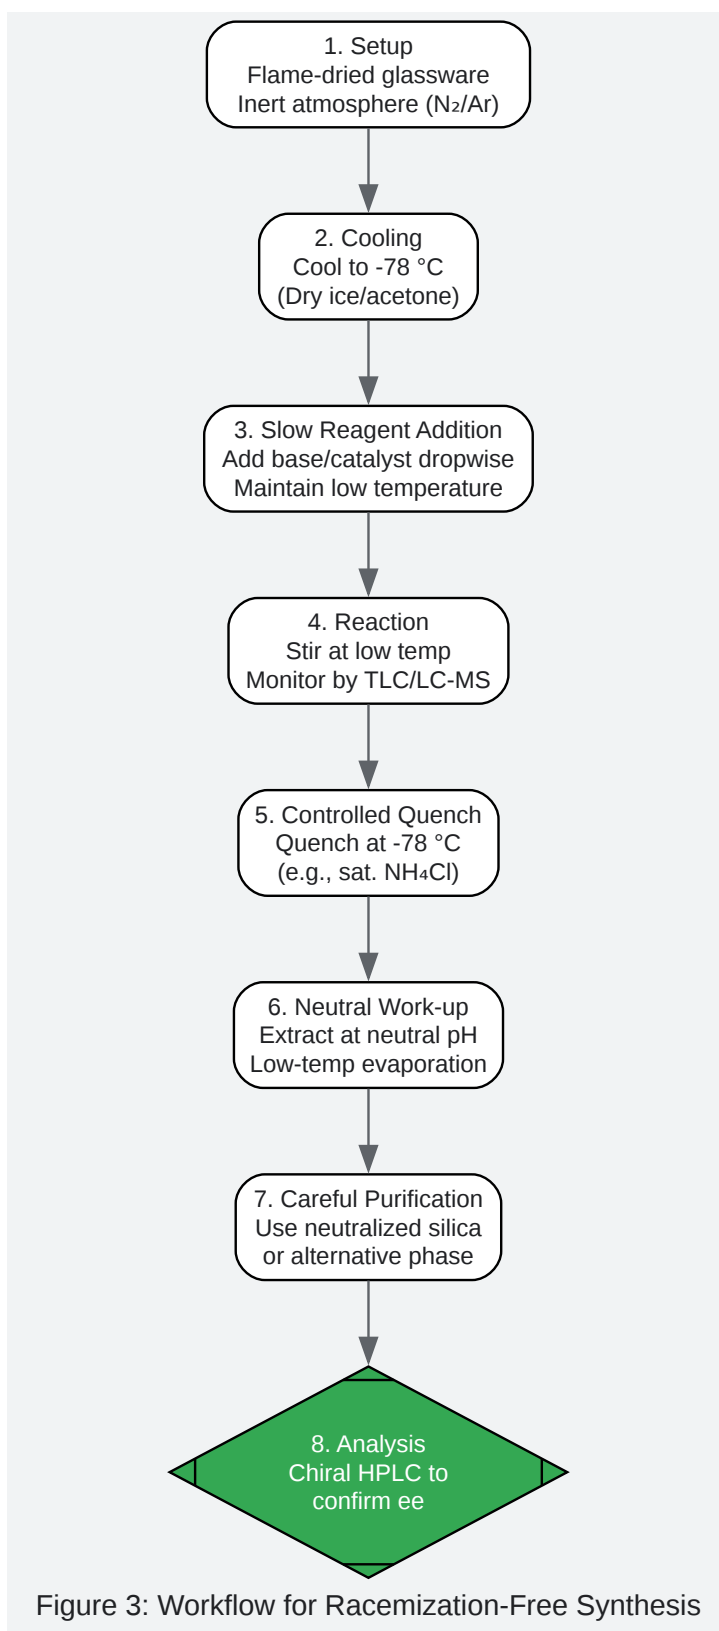 1. Setup
Flame-dried glassware
Inert atmosphere (N₂/Ar)
2. Cooling
Cool to -78 °C
(Dry ice/acetone)
3. Slow Reagent Addition
Add base/catalyst dropwise
Maintain low temperature
4. Reaction
Stir at low temp
Monitor by TLC/LC-MS
5. Controlled Quench
Quench at -78 °C
(e.g., sat. NH₄Cl)
6. Neutral Work-up
Extract at neutral pH
Low-temp evaporation
7. Careful Purification
Use neutralized silica
or alternative phase
8. Analysis
Chiral HPLC to
confirm ee
Figure 3: Workflow for Racemization-Free Synthesis